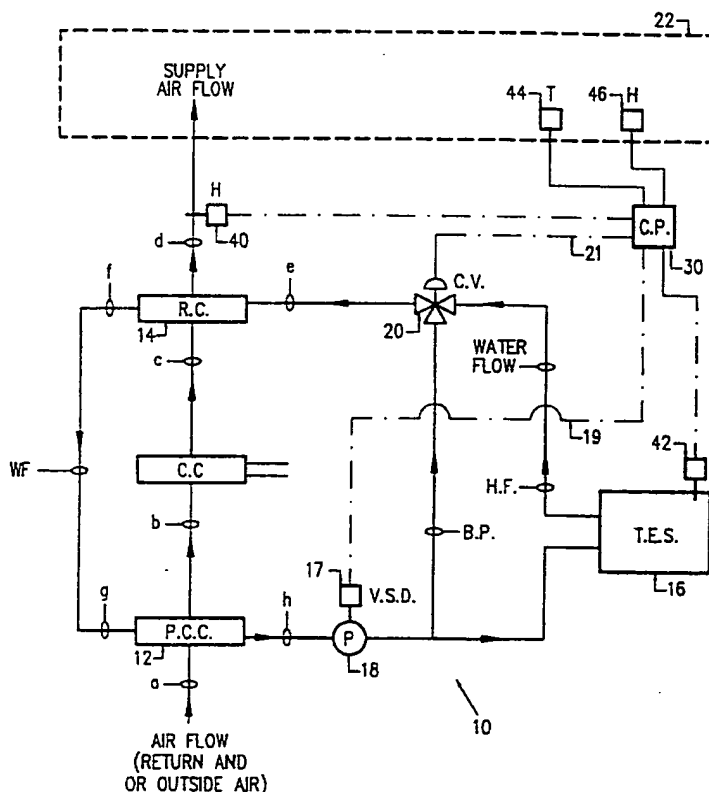 22
SUPPLY
AIR FLOW
44 T
46 H
H
40
d
C.P.
30
21
f
e
C.V.
R.C.
14
20
c
WATER
FLOW
19
42
WF
C.C
H.F.
b
B.P.
T.E.S.
16
17
V.S.D.
g
h
P.C.C.
12
P
18
a
10
AIR FLOW
(RETURN AND
OR OUTSIDE AIR)